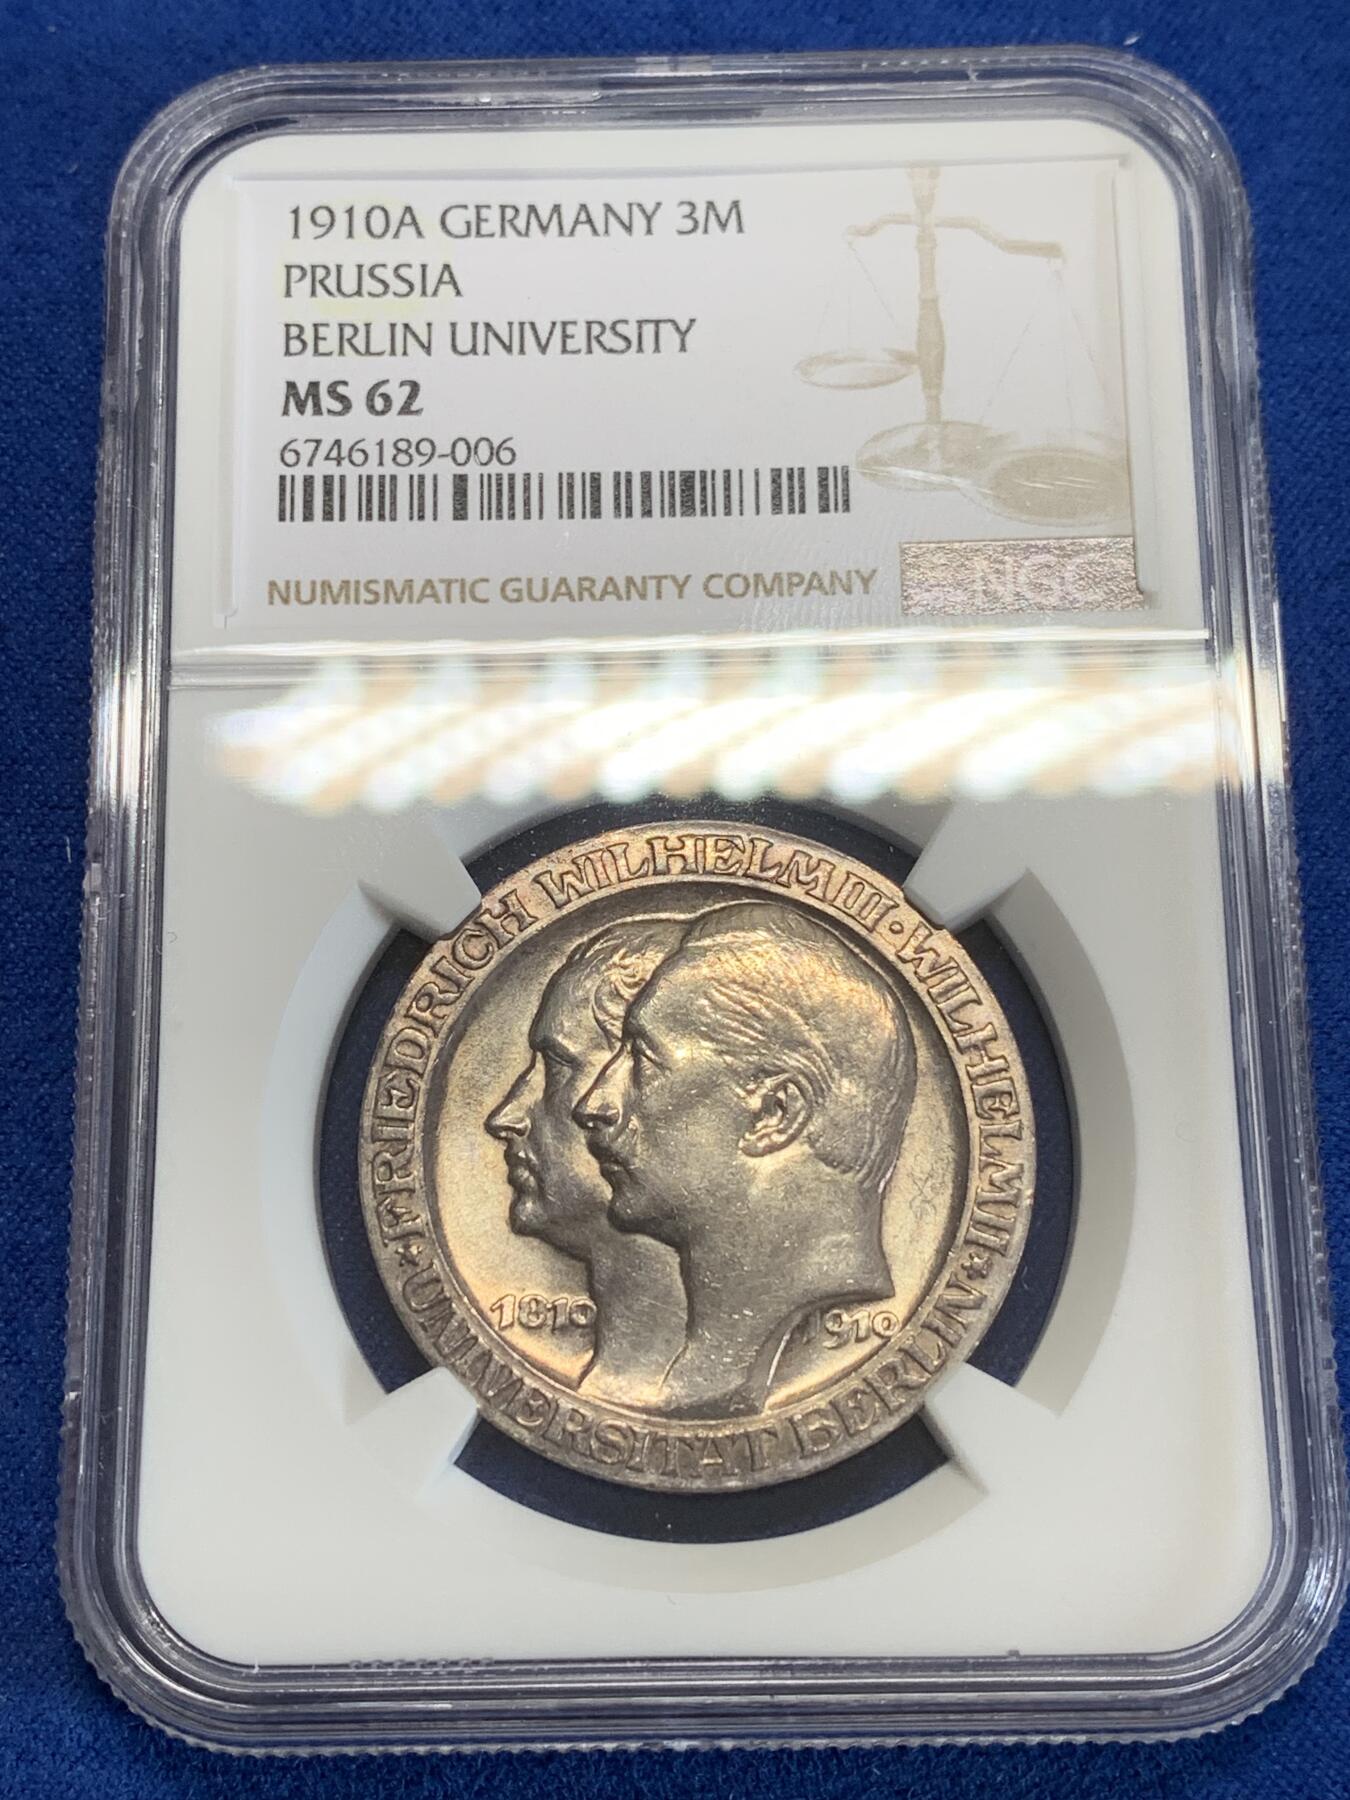 1910A GERMANY 3M
PRUSSIA
BERLIN UNIVERSITY
MS 62
6746189-006
NUMISMATIC GUARANTY COMPANY
NGC
FRIEDRICH WILHELM III · WILHELM II
1810
1910
UNIVERSITÄT BERLIN
A